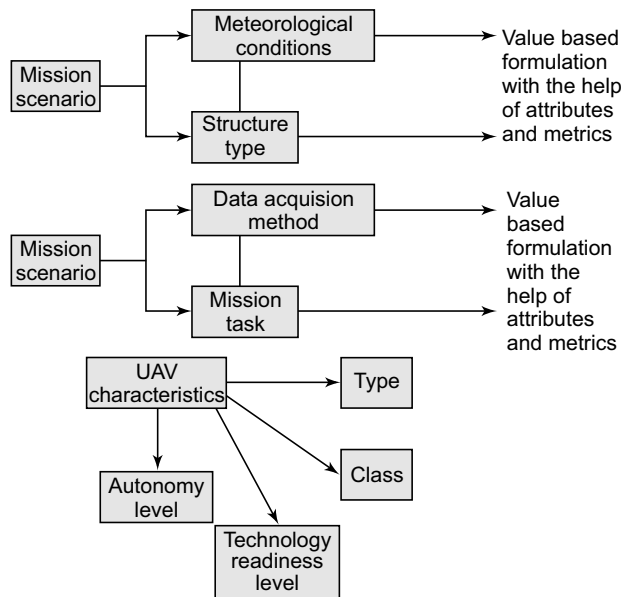 Meteorological
conditions
Mission
scenario
Structure
type
Value based
formulation
with the help
of attributes
and metrics
Data acquision
method
Mission
scenario
Mission
task
Value
based
formulation
with the
help of
attributes
and metrics
UAV
characteristics
Type
Class
Autonomy
level
Technology
readiness
level